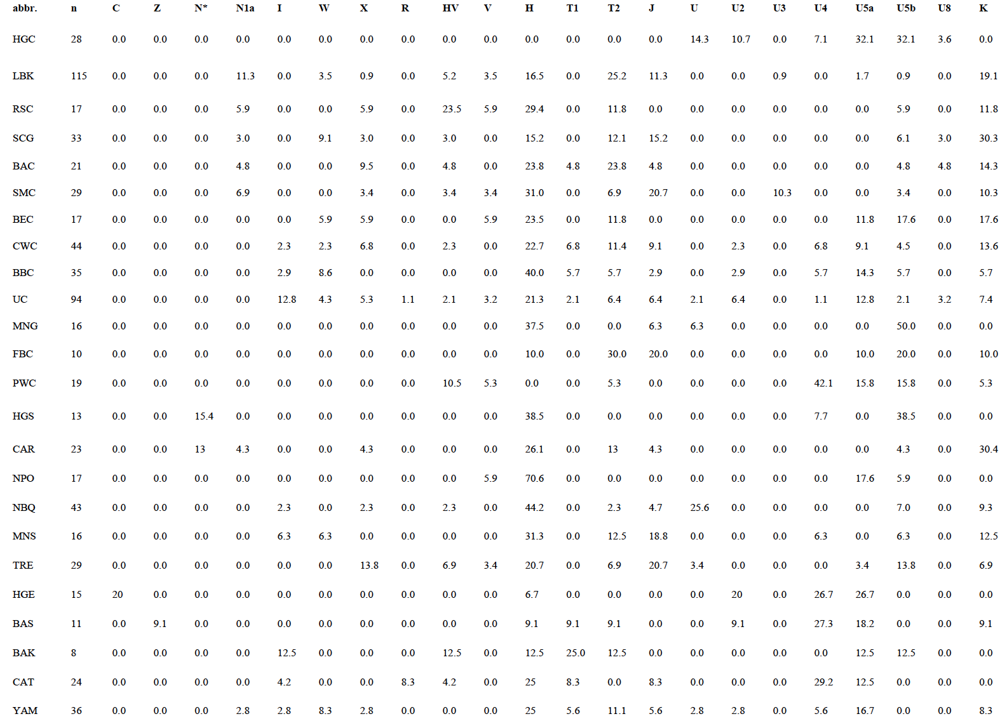 abbr. n C Z N* N1a I W X R HV V H T1 T2 J U U2 U3 U4 U5a U5b U8 K
HGC 28 0.0 0.0 0.0 0.0 0.0 0.0 0.0 0.0 0.0 0.0 0.0 0.0 0.0 0.0 14.3 10.7 0.0 7.1 32.1 32.1 3.6 0.0
LBK 115 0.0 0.0 0.0 11.3 0.0 3.5 0.9 0.0 5.2 3.5 16.5 0.0 25.2 11.3 0.0 0.0 0.9 0.0 1.7 0.9 0.0 19.1
RSC 17 0.0 0.0 0.0 5.9 0.0 0.0 5.9 0.0 23.5 5.9 29.4 0.0 11.8 0.0 0.0 0.0 0.0 0.0 0.0 5.9 0.0 11.8
SCG 33 0.0 0.0 0.0 3.0 0.0 9.1 3.0 0.0 3.0 0.0 15.2 0.0 12.1 15.2 0.0 0.0 0.0 0.0 0.0 6.1 3.0 30.3
BAC 21 0.0 0.0 0.0 4.8 0.0 0.0 9.5 0.0 4.8 0.0 23.8 4.8 23.8 4.8 0.0 0.0 0.0 0.0 0.0 4.8 4.8 14.3
SMC 29 0.0 0.0 0.0 6.9 0.0 0.0 3.4 0.0 3.4 3.4 31.0 0.0 6.9 20.7 0.0 0.0 10.3 0.0 0.0 3.4 0.0 10.3
BEC 17 0.0 0.0 0.0 0.0 0.0 5.9 5.9 0.0 0.0 5.9 23.5 0.0 11.8 0.0 0.0 0.0 0.0 0.0 11.8 17.6 0.0 17.6
CWC 44 0.0 0.0 0.0 0.0 2.3 2.3 6.8 0.0 2.3 0.0 22.7 6.8 11.4 9.1 0.0 2.3 0.0 6.8 9.1 4.5 0.0 13.6
BBC 35 0.0 0.0 0.0 0.0 2.9 8.6 0.0 0.0 0.0 0.0 40.0 5.7 5.7 2.9 0.0 2.9 0.0 5.7 14.3 5.7 0.0 5.7
UC 94 0.0 0.0 0.0 0.0 12.8 4.3 5.3 1.1 2.1 3.2 21.3 2.1 6.4 6.4 2.1 6.4 0.0 1.1 12.8 2.1 3.2 7.4
MNG 16 0.0 0.0 0.0 0.0 0.0 0.0 0.0 0.0 0.0 0.0 37.5 0.0 0.0 6.3 6.3 0.0 0.0 0.0 0.0 50.0 0.0 0.0
FBC 10 0.0 0.0 0.0 0.0 0.0 0.0 0.0 0.0 0.0 0.0 10.0 0.0 30.0 20.0 0.0 0.0 0.0 0.0 10.0 20.0 0.0 10.0
PWC 19 0.0 0.0 0.0 0.0 0.0 0.0 0.0 0.0 10.5 5.3 0.0 0.0 5.3 0.0 0.0 0.0 0.0 42.1 15.8 15.8 0.0 5.3
HGS 13 0.0 0.0 15.4 0.0 0.0 0.0 0.0 0.0 0.0 0.0 38.5 0.0 0.0 0.0 0.0 0.0 0.0 7.7 0.0 38.5 0.0 0.0
CAR 23 0.0 0.0 13 4.3 0.0 0.0 4.3 0.0 0.0 0.0 26.1 0.0 13 4.3 0.0 0.0 0.0 0.0 0.0 4.3 0.0 30.4
NPO 17 0.0 0.0 0.0 0.0 0.0 0.0 0.0 0.0 0.0 5.9 70.6 0.0 0.0 0.0 0.0 0.0 0.0 0.0 17.6 5.9 0.0 0.0
NBQ 43 0.0 0.0 0.0 0.0 2.3 0.0 2.3 0.0 2.3 0.0 44.2 0.0 2.3 4.7 25.6 0.0 0.0 0.0 0.0 7.0 0.0 9.3
MNS 16 0.0 0.0 0.0 0.0 6.3 6.3 0.0 0.0 0.0 0.0 31.3 0.0 12.5 18.8 0.0 0.0 0.0 6.3 0.0 6.3 0.0 12.5
TRE 29 0.0 0.0 0.0 0.0 0.0 0.0 13.8 0.0 6.9 3.4 20.7 0.0 6.9 20.7 3.4 0.0 0.0 0.0 3.4 13.8 0.0 6.9
HGE 15 20 0.0 0.0 0.0 0.0 0.0 0.0 0.0 0.0 0.0 6.7 0.0 0.0 0.0 0.0 20 0.0 26.7 26.7 0.0 0.0 0.0
BAS 11 0.0 9.1 0.0 0.0 0.0 0.0 0.0 0.0 0.0 0.0 9.1 9.1 9.1 0.0 0.0 9.1 0.0 27.3 18.2 0.0 0.0 9.1
BAK 8 0.0 0.0 0.0 0.0 12.5 0.0 0.0 0.0 12.5 0.0 12.5 25.0 12.5 0.0 0.0 0.0 0.0 0.0 12.5 12.5 0.0 0.0
CAT 24 0.0 0.0 0.0 0.0 4.2 0.0 0.0 8.3 4.2 0.0 25 8.3 0.0 8.3 0.0 0.0 0.0 29.2 12.5 0.0 0.0 0.0
YAM 36 0.0 0.0 0.0 2.8 2.8 8.3 2.8 0.0 0.0 0.0 25 5.6 11.1 5.6 2.8 2.8 0.0 5.6 16.7 0.0 0.0 8.3